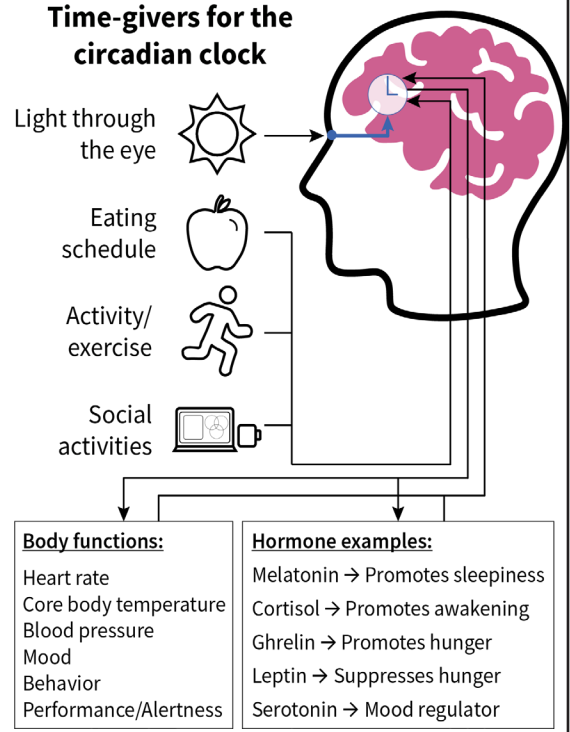 Time-givers for the
circadian clock
Light through
the eye
Eating
schedule
Activity/
exercise
Social
activities
Body functions:
Heart rate
Core body temperature
Blood pressure
Mood
Behavior
Performance/Alertness
Hormone examples:
Melatonin → Promotes sleepiness
Cortisol → Promotes awakening
Ghrelin → Promotes hunger
Leptin → Suppresses hunger
Serotonin → Mood regulator